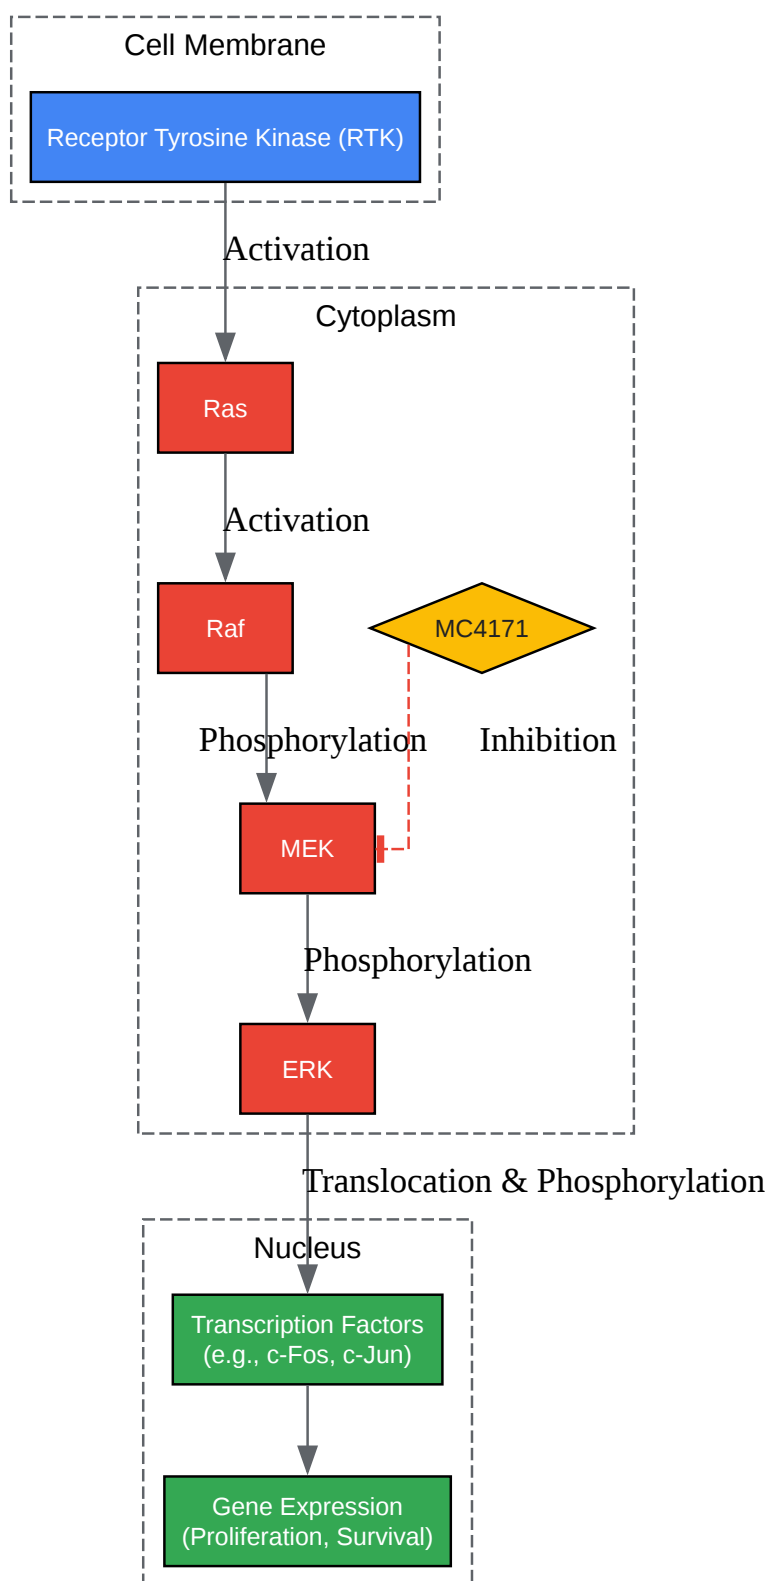 Cell Membrane
Receptor Tyrosine Kinase (RTK)
Activation
Cytoplasm
Ras
Activation
Raf
MC4171
Phosphorylation
Inhibition
MEK
Phosphorylation
ERK
Translocation & Phosphorylation
Nucleus
Transcription Factors
(e.g., c-Fos, c-Jun)
Gene Expression
(Proliferation, Survival)